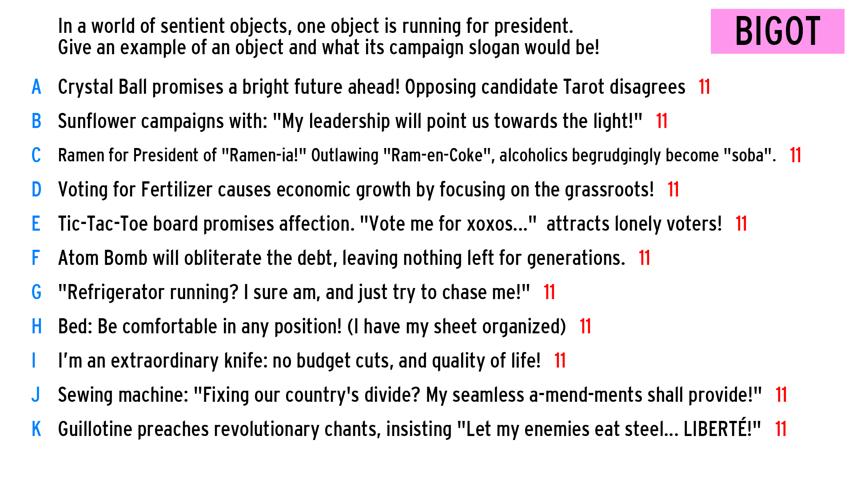 In a world of sentient objects, one object is running for president.
Give an example of an object and what its campaign slogan would be!
BIGOT
A Crystal Ball promises a bright future ahead! Opposing candidate Tarot disagrees 11
B Sunflower campaigns with: "My leadership will point us towards the light!" 11
C Ramen for President of "Ramen-ia!" Outlawing "Ram-en-Coke", alcoholics begrudgingly become "soba". 11
D Voting for Fertilizer causes economic growth by focusing on the grassroots! 11
E Tic-Tac-Toe board promises affection. "Vote me for xoxos..." attracts lonely voters! 11
F Atom Bomb will obliterate the debt, leaving nothing left for generations. 11
G "Refrigerator running? I sure am, and just try to chase me!" 11
H Bed: Be comfortable in any position! (I have my sheet organized) 11
I I'm an extraordinary knife: no budget cuts, and quality of life! 11
J Sewing machine: "Fixing our country's divide? My seamless a-mend-ments shall provide!" 11
K Guillotine preaches revolutionary chants, insisting "Let my enemies eat steel... LIBERTÉ!" 11